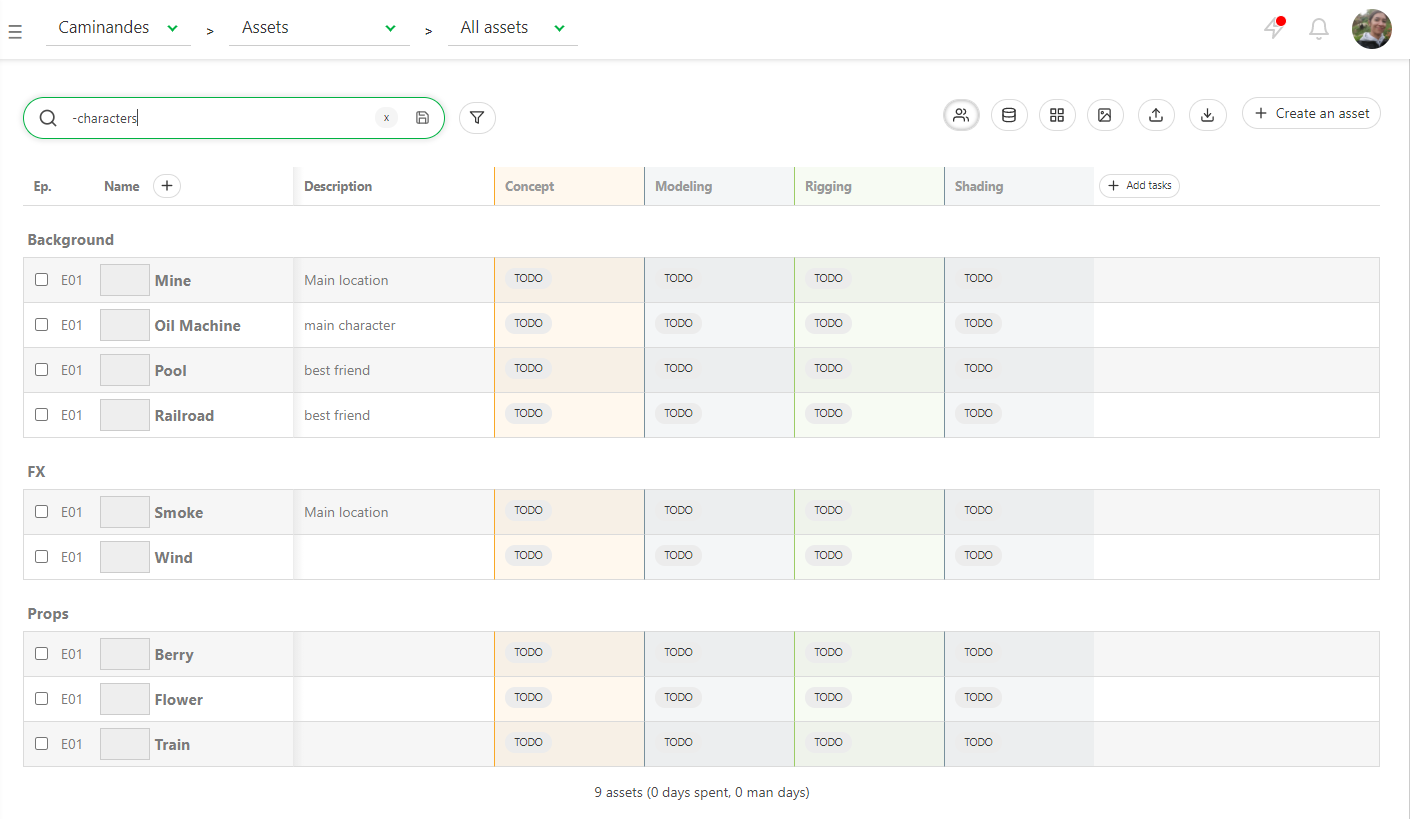 Caminandes > Assets > All assets
-characters x
+ Create an asset
Ep. Name + Description Concept Modeling Rigging Shading + Add tasks
Background
E01 Mine Main location TODO TODO TODO TODO
E01 Oil Machine main character TODO TODO TODO TODO
E01 Pool best friend TODO TODO TODO TODO
E01 Railroad best friend TODO TODO TODO TODO
FX
E01 Smoke Main location TODO TODO TODO TODO
E01 Wind TODO TODO TODO TODO
Props
E01 Berry TODO TODO TODO TODO
E01 Flower TODO TODO TODO TODO
E01 Train TODO TODO TODO TODO
9 assets (0 days spent, 0 man days)